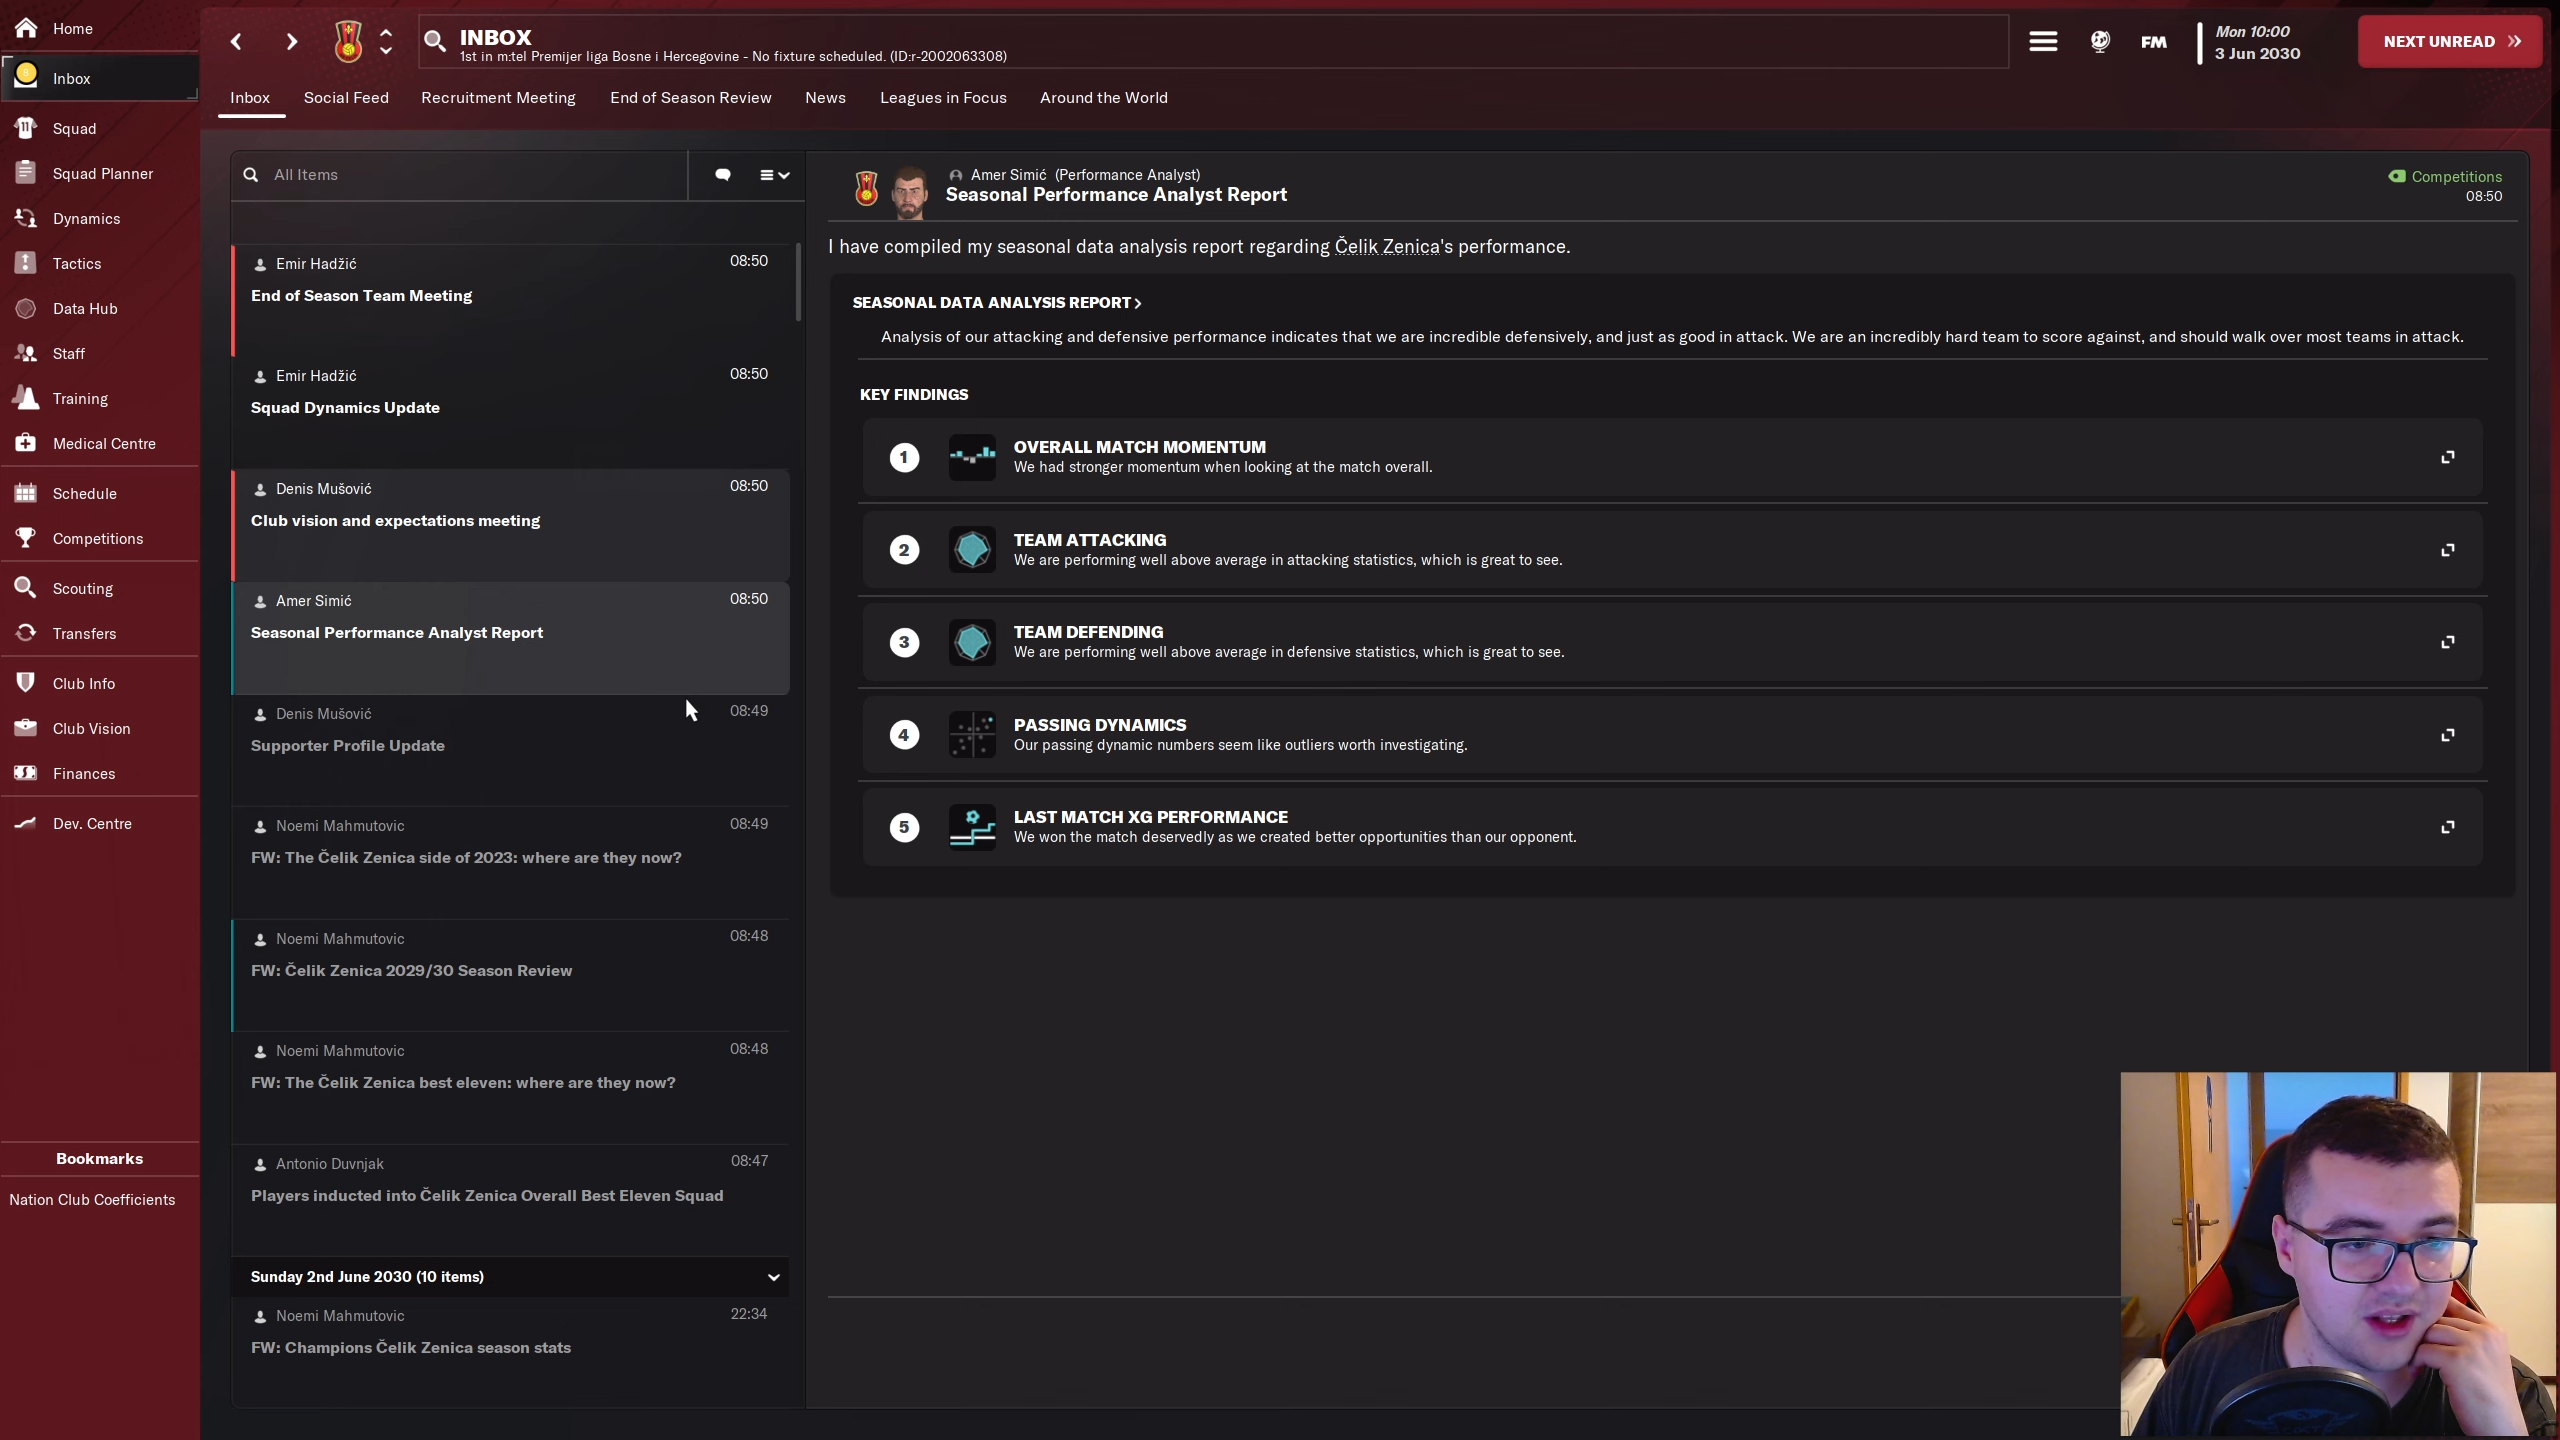 Home
Inbox
Squad
Squad Planner
Dynamics
Tactics
Data Hub
Staff
Training
Medical Centre
Schedule
Competitions
Scouting
Transfers
Club Info
Club Vision
Finances
Dev. Centre
Bookmarks
Nation Club Coefficients
INBOX
1st in m:tel Premijer liga Bosne i Hercegovine - No fixture scheduled. (ID:r-2002063308)
FM
Mon 10:00
3 Jun 2030
NEXT UNREAD
Inbox Social Feed Recruitment Meeting End of Season Review News Leagues in Focus Around the World
All Items
Emir Hadžić 08:50
End of Season Team Meeting
Emir Hadžić 08:50
Squad Dynamics Update
Denis Mušović 08:50
Club vision and expectations meeting
Amer Simić 08:50
Seasonal Performance Analyst Report
Denis Mušović 08:49
Supporter Profile Update
Noemi Mahmutovic 08:49
FW: The Čelik Zenica side of 2023: where are they now?
Noemi Mahmutovic 08:48
FW: Čelik Zenica 2029/30 Season Review
Noemi Mahmutovic 08:48
FW: The Čelik Zenica best eleven: where are they now?
Antonio Duvnjak 08:47
Players inducted into Čelik Zenica Overall Best Eleven Squad
Sunday 2nd June 2030 (10 items)
Noemi Mahmutovic 22:34
FW: Champions Čelik Zenica season stats
Amer Simić (Performance Analyst)
Seasonal Performance Analyst Report
Competitions
08:50
I have compiled my seasonal data analysis report regarding Čelik Zenica's performance.
SEASONAL DATA ANALYSIS REPORT
Analysis of our attacking and defensive performance indicates that we are incredible defensively, and just as good in attack. We are an incredibly hard team to score against, and should walk over most teams in attack.
KEY FINDINGS
1
OVERALL MATCH MOMENTUM
We had stronger momentum when looking at the match overall.
2
TEAM ATTACKING
We are performing well above average in attacking statistics, which is great to see.
3
TEAM DEFENDING
We are performing well above average in defensive statistics, which is great to see.
4
PASSING DYNAMICS
Our passing dynamic numbers seem like outliers worth investigating.
5
LAST MATCH XG PERFORMANCE
We won the match deservedly as we created better opportunities than our opponent.